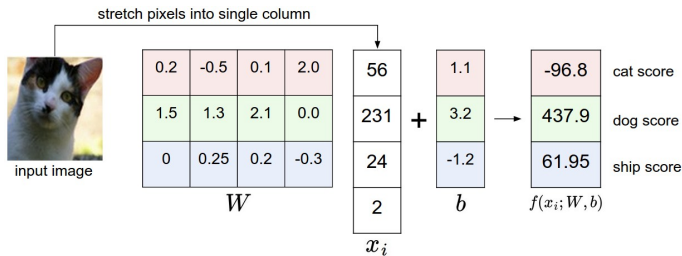 stretch pixels into single column
0.2 -0.5 0.1 2.0 56 1.1 -96.8 cat score
1.5 1.3 2.1 0.0 231 + 3.2 437.9 dog score
0 0.25 0.2 -0.3 24 -1.2 61.95 ship score
input image
W 2 b f(x_i; W, b)
x_i